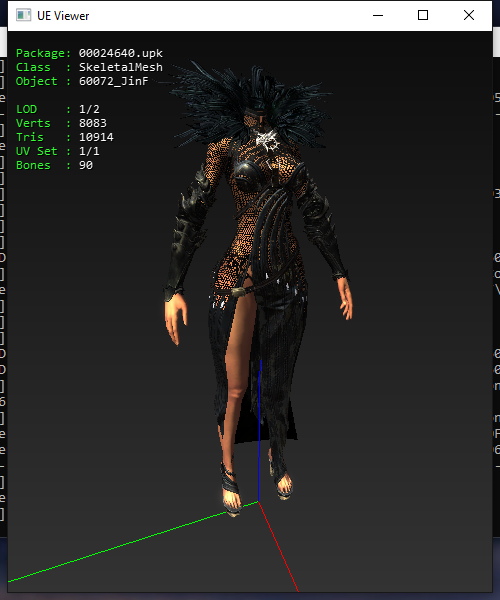 UE Viewer
Package: 00024640.upk
Class : SkeletalMesh
Object : 60072_JinF
LOD : 1/2
Verts : 8083
Tris : 10914
UV Set : 1/1
Bones : 90